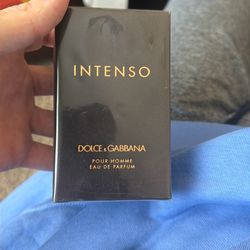 INTENSO
DOLCE & GABBANA
POUR HOMME
EAU DE PARFUM